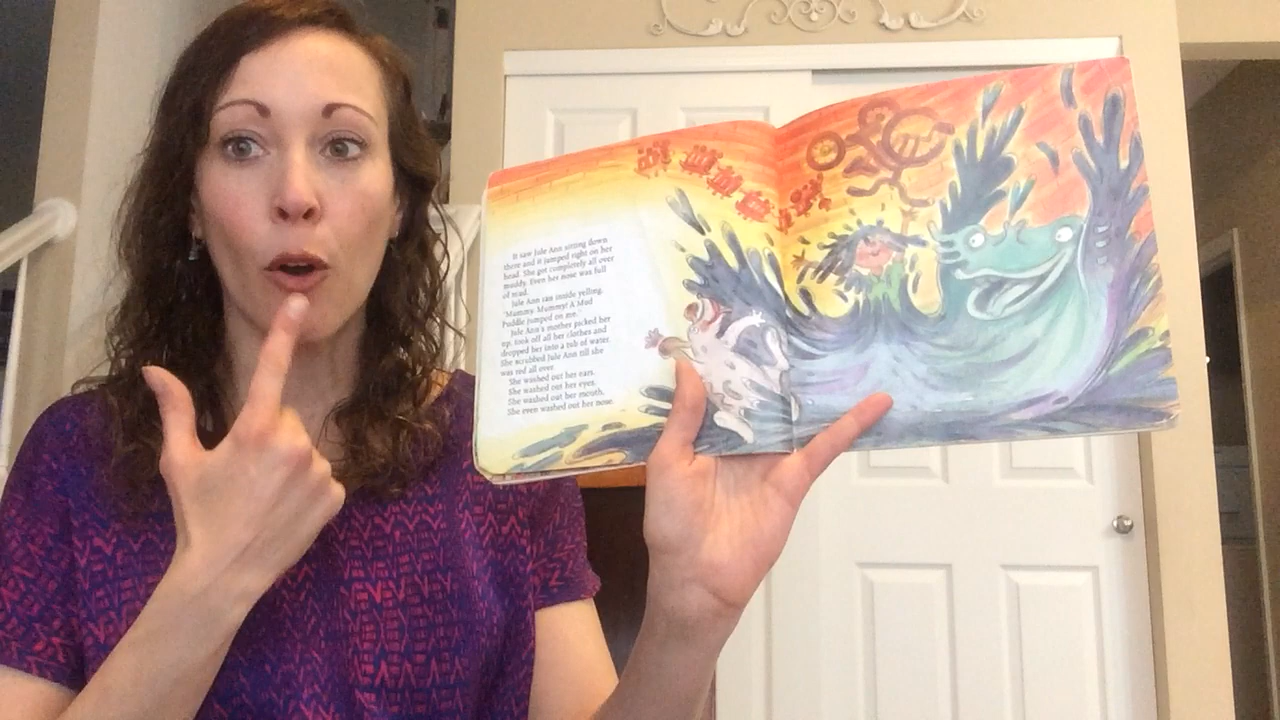 It saw Jule Ann sitting down
there and it jumped right on her
head. She got completely all over
muddy. Even her nose was full
of mud.
Jule Ann ran inside yelling,
'Mummy, Mummy! A Mud
Puddle jumped on me.'
Jule Ann's mother picked her
up, took off all her clothes and
dropped her into a tub of water.
She scrubbed Jule Ann till she
was red all over.
She washed out her ears.
She washed out her eyes.
She washed out her mouth.
She even washed out her nose.